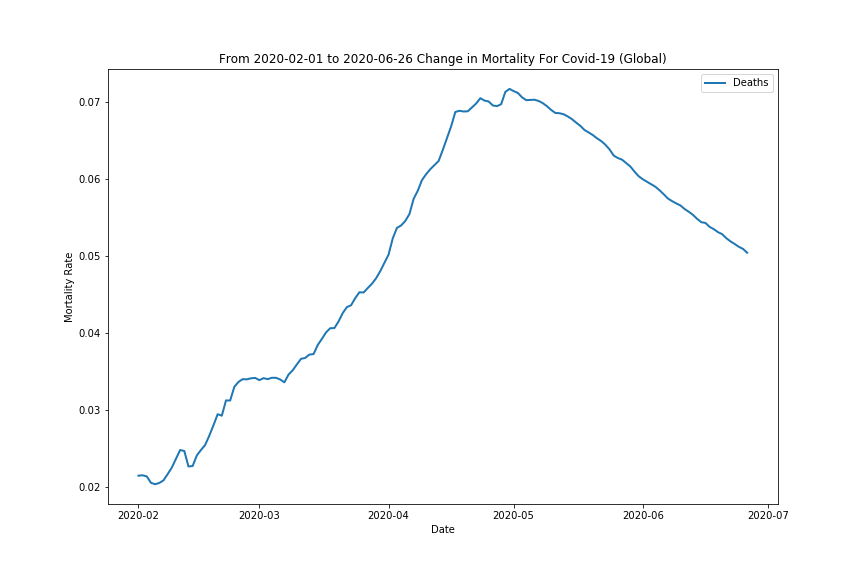 From 2020-02-01 to 2020-06-26 Change in Mortality For Covid-19 (Global)
Deaths
0.07
0.06
0.05
0.04
0.03
0.02
Mortality Rate
2020-02 2020-03 2020-04 2020-05 2020-06 2020-07
Date